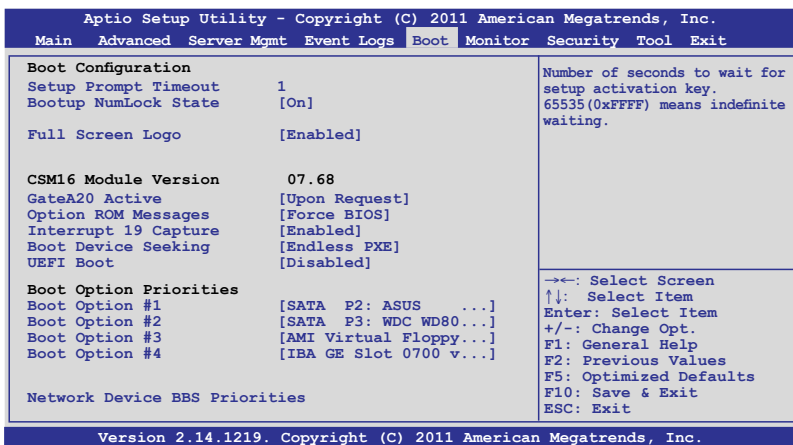 Aptio Setup Utility - Copyright (C) 2011 American Megatrends, Inc.
Main Advanced Server Mgmt Event Logs Boot Monitor Security Tool Exit
Boot Configuration
Setup Prompt Timeout 1
Bootup NumLock State [On]
Full Screen Logo [Enabled]
CSM16 Module Version 07.68
GateA20 Active [Upon Request]
Option ROM Messages [Force BIOS]
Interrupt 19 Capture [Enabled]
Boot Device Seeking [Endless PXE]
UEFI Boot [Disabled]
Boot Option Priorities
Boot Option #1 [SATA P2: ASUS ...]
Boot Option #2 [SATA P3: WDC WD80...]
Boot Option #3 [AMI Virtual Floppy...]
Boot Option #4 [IBA GE Slot 0700 v...]
Network Device BBS Priorities
Number of seconds to wait for
setup activation key.
65535(0xFFFF) means indefinite
waiting.
→←: Select Screen
↑↓: Select Item
Enter: Select Item
+/-: Change Opt.
F1: General Help
F2: Previous Values
F5: Optimized Defaults
F10: Save & Exit
ESC: Exit
Version 2.14.1219. Copyright (C) 2011 American Megatrends, Inc.